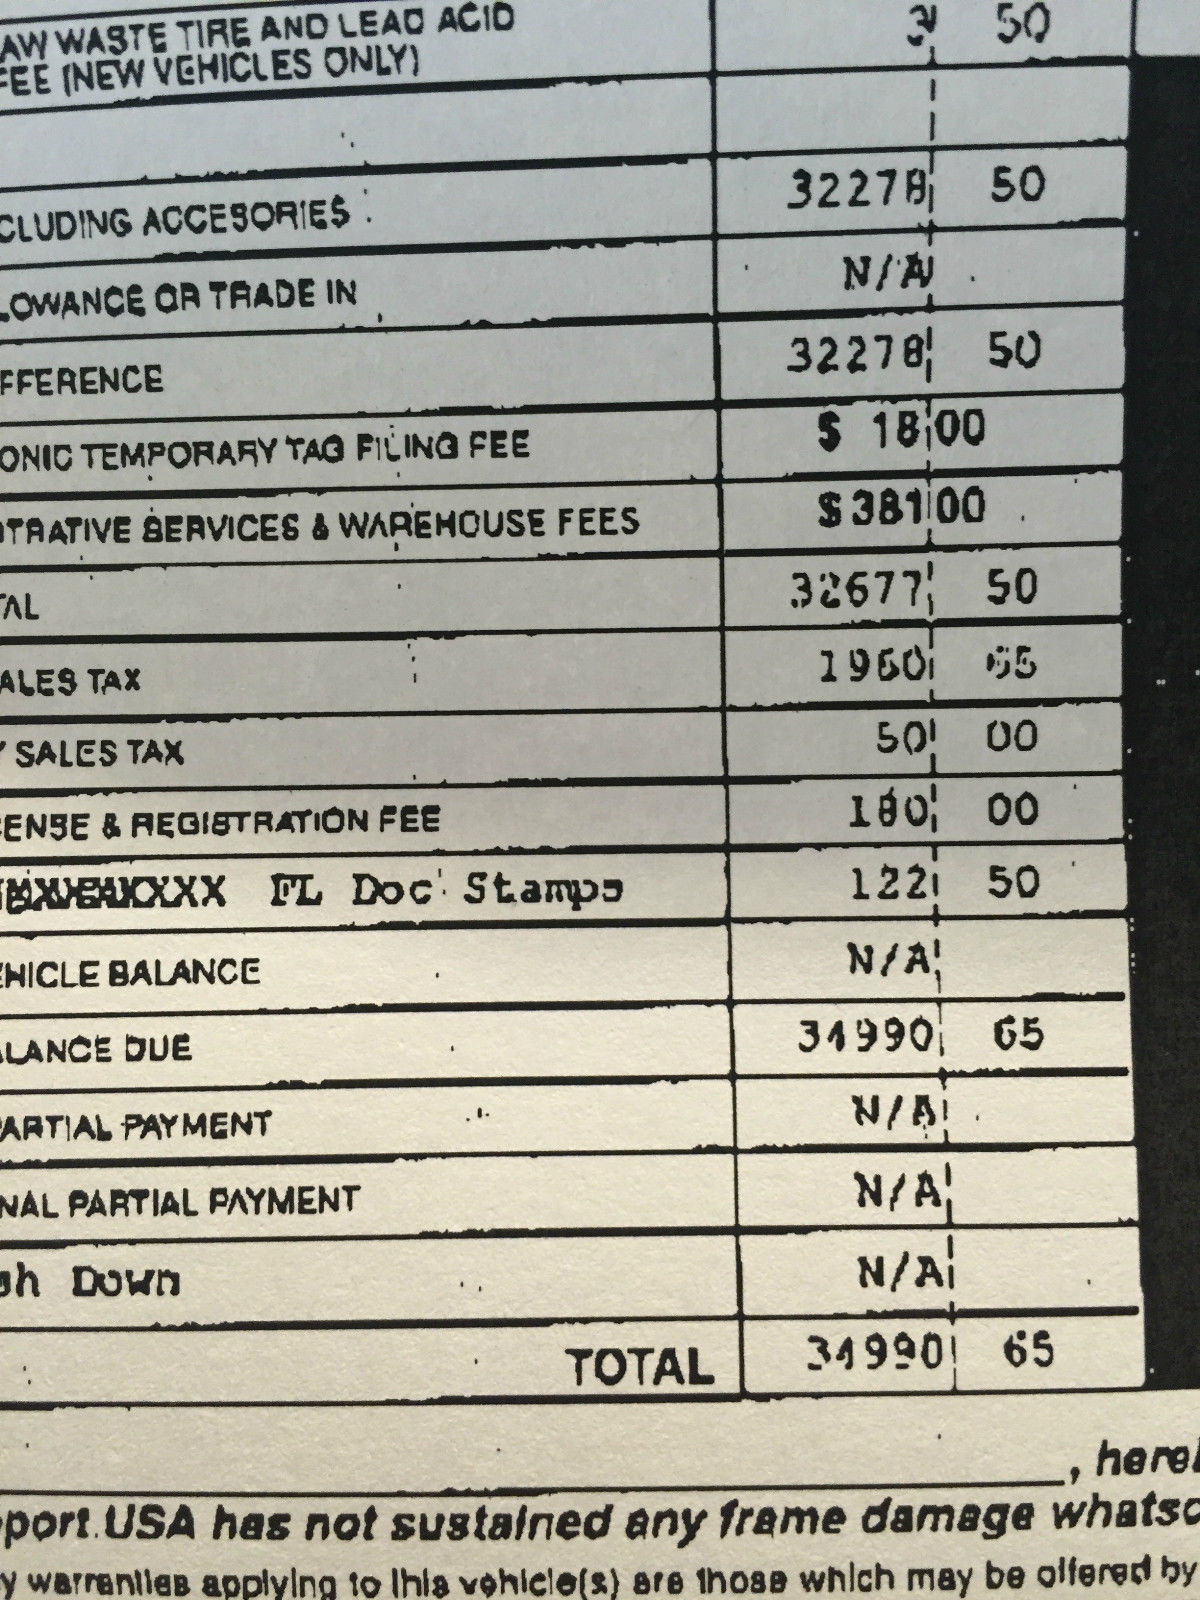 AW WASTE TIRE AND LEAD ACID
FEE (NEW VEHICLES ONLY) 3 50
CLUDING ACCESORIES 32278 50
LOWANCE OR TRADE IN N/A
FFERENCE 32278 50
ONIC TEMPORARY TAG FILING FEE $ 18 00
TRATIVE SERVICES & WAREHOUSE FEES $381 00
TAL 32677 50
ALES TAX 1960 65
Y SALES TAX 50 00
ENSE & REGISTRATION FEE 180 00
FL Doc Stamps 122 50
EHICLE BALANCE N/A
ALANCE DUE 34990 65
ARTIAL PAYMENT N/A
NAL PARTIAL PAYMENT N/A
sh Down N/A
TOTAL 34990 65
, herel
port USA has not sustained any frame damage whatso
y warranties applying to this vehicle(s) are those which may be offered by